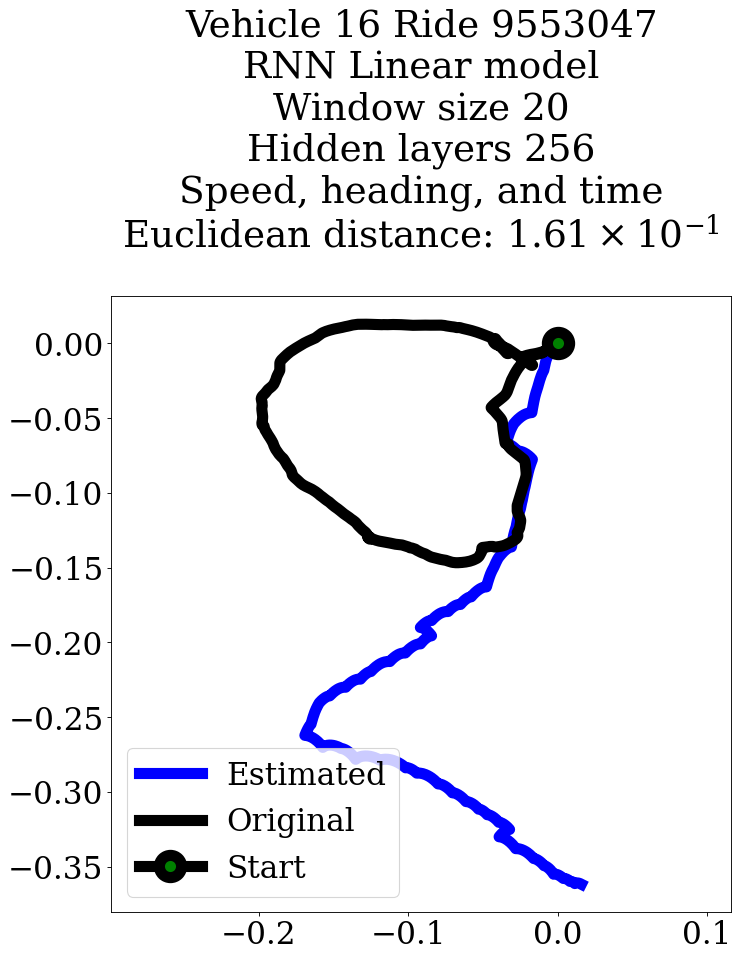 Vehicle 16 Ride 9553047
RNN Linear model
Window size 20
Hidden layers 256
Speed, heading, and time
Euclidean distance: 1.61 × 10⁻¹
0.00
−0.05
−0.10
−0.15
−0.20
−0.25
−0.30
−0.35
Estimated
Original
Start
−0.2 −0.1 0.0 0.1